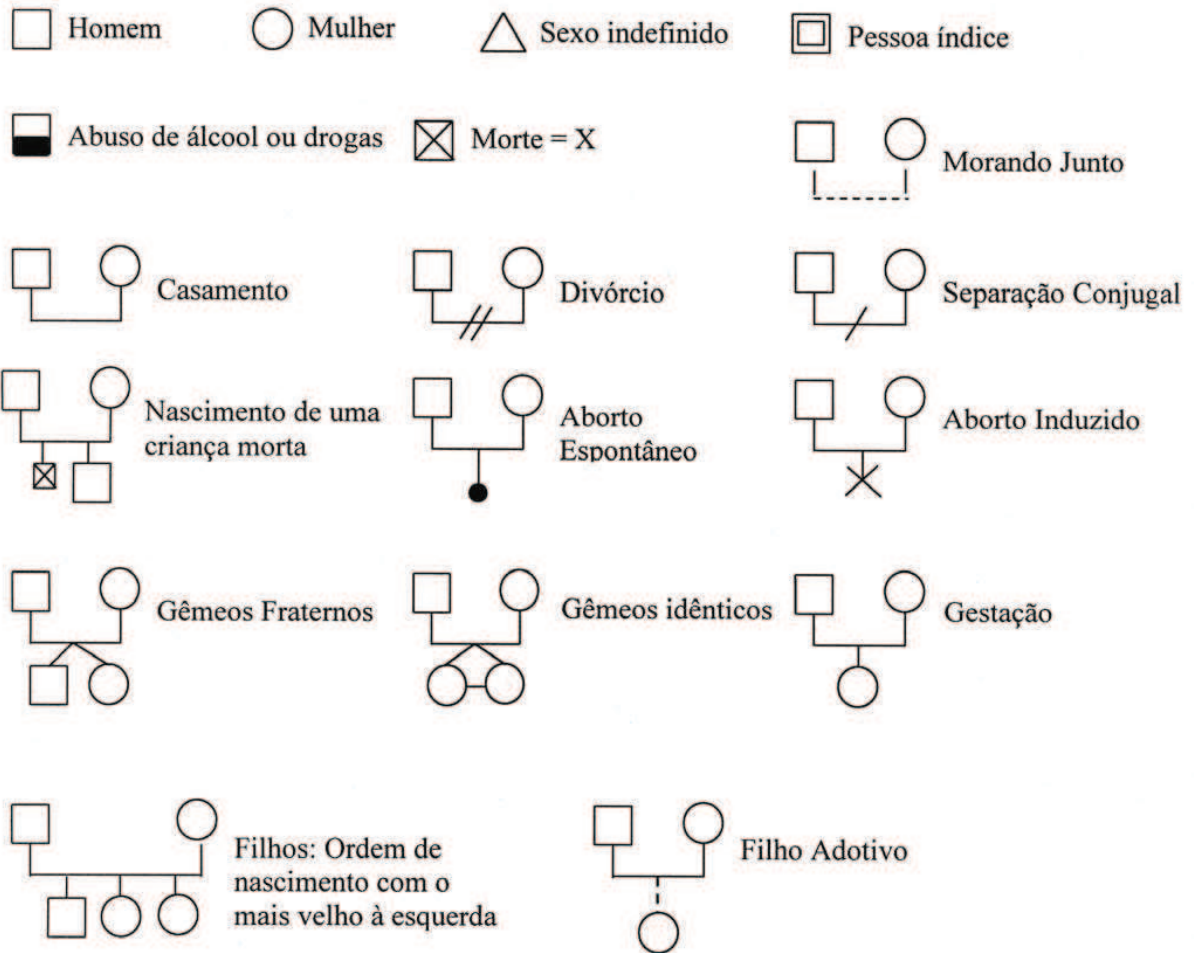 Homem
Mulher
Sexo indefinido
Pessoa índice
Abuso de álcool ou drogas
Morte = X
Morando Junto
Casamento
Divórcio
Separação Conjugal
Nascimento de uma
criança morta
Aborto
Espontâneo
Aborto Induzido
Gêmeos Fraternos
Gêmeos idênticos
Gestação
Filhos: Ordem de
nascimento com o
mais velho à esquerda
Filho Adotivo